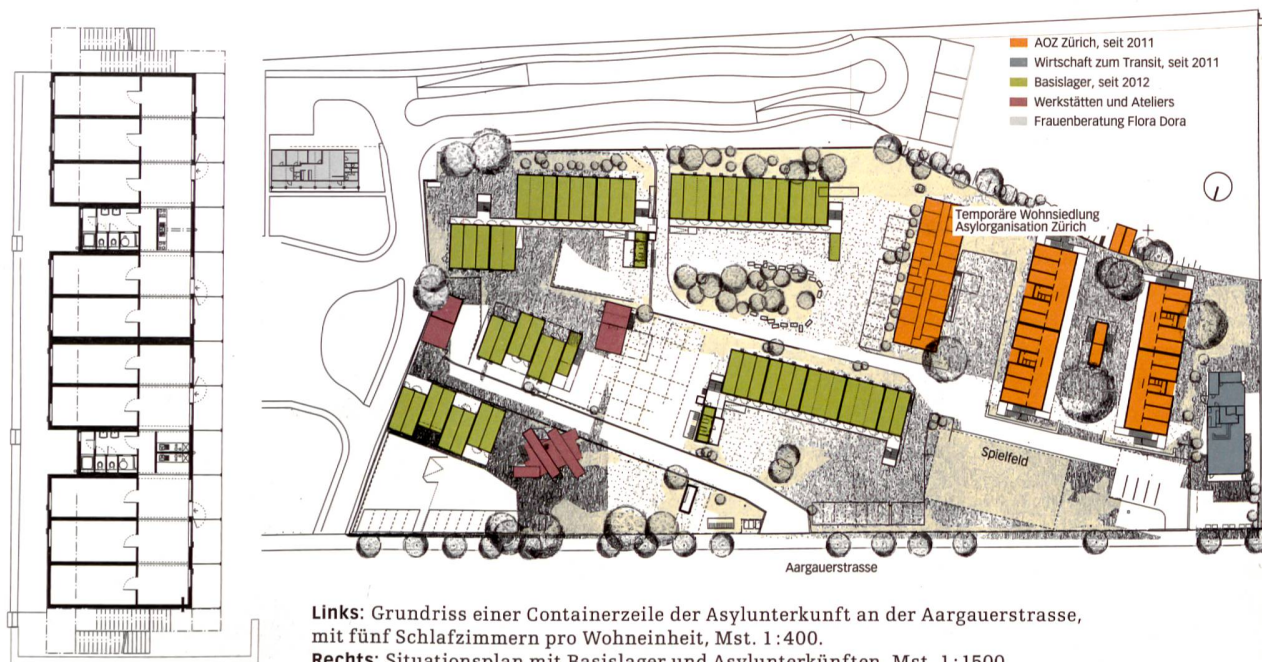 AOZ Zürich, seit 2011
Wirtschaft zum Transit, seit 2011
Basislager, seit 2012
Werkstätten und Ateliers
Frauenberatung Flora Dora
Temporäre Wohnsiedlung
Asylorganisation Zürich
Spielfeld
Aargauerstrasse
Links: Grundriss einer Containerzeile der Asylunterkunft an der Aargauerstrasse,
mit fünf Schlafzimmern pro Wohneinheit, Mst. 1:400.
Rechts: Situationsplan mit Basislager und Asylunterkünften, Mst. 1:1500.